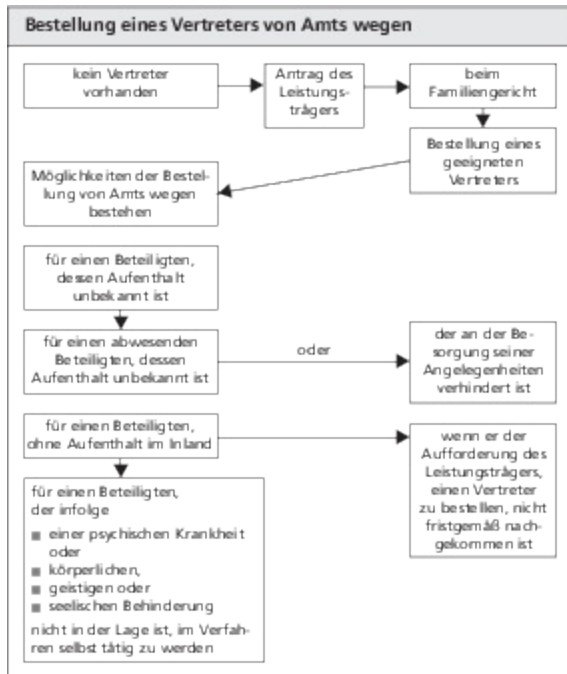 Bestellung eines Vertreters von Amts wegen
kein Vertreter
vorhanden
Antrag des
Leistungs-
trägers
beim
Familiengericht
Bestellung eines
geeigneten
Vertreters
Möglichkeiten der Bestel-
lung von Amts wegen
bestehen
für einen Beteiligten,
dessen Aufenthalt
unbekannt ist
für einen abwesenden
Beteiligten, dessen
Aufenthalt unbekannt ist
oder
der an der Be-
sorgung seiner
Angelegenheiten
verhindert ist
für einen Beteiligten,
ohne Aufenthalt im Inland
wenn er der
Aufforderung des
Leistungsträgers,
einen Vertreter
zu bestellen, nicht
fristgemäß nach-
gekommen ist
für einen Beteiligten,
der infolge
■ einer psychischen Krankheit
oder
■ körperlichen,
■ geistigen oder
■ seelischen Behinderung
nicht in der Lage ist, im Verfah-
ren selbst tätig zu werden